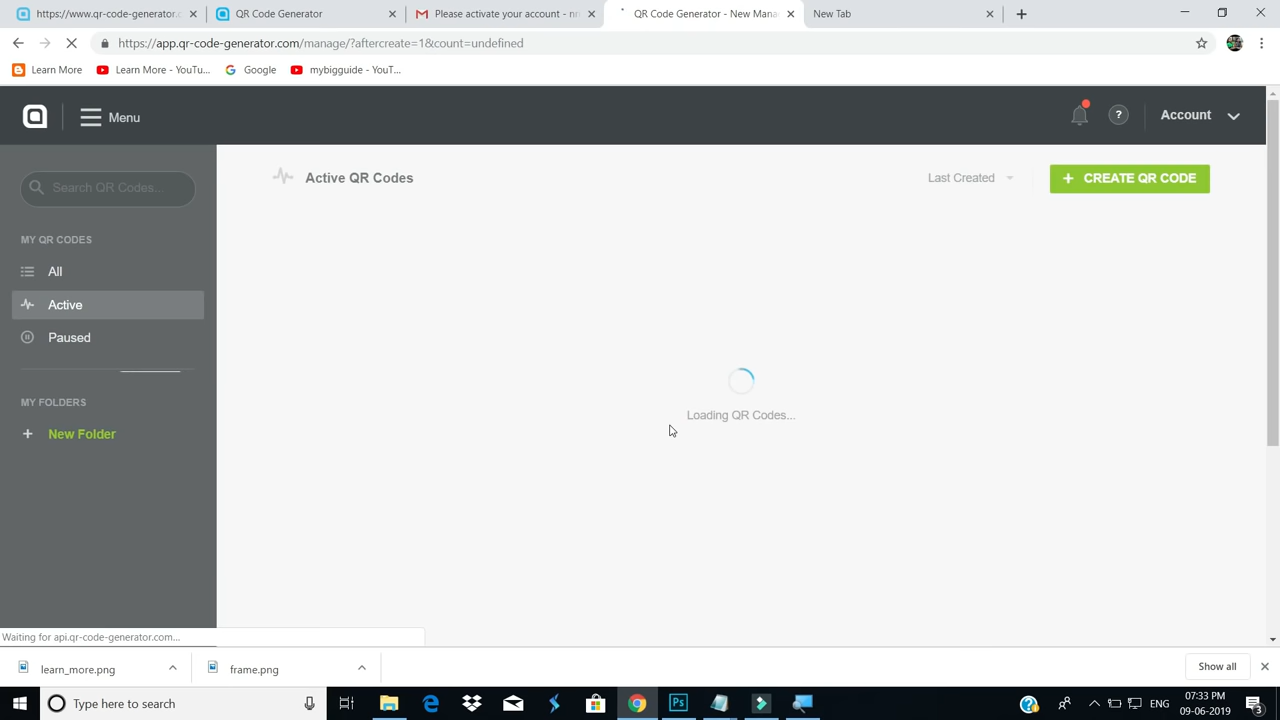 https://www.qr-code-generator.c
QR Code Generator
Please activate your account - nn
QR Code Generator - New Mana
New Tab
https://app.qr-code-generator.com/manage/?aftercreate=1&count=undefined
Learn More
Learn More - YouTu...
Google
mybigguide - YouT...
Menu
?
Account
Search QR Codes...
Active QR Codes
Last Created
+ CREATE QR CODE
MY QR CODES
All
Active
Paused
Loading QR Codes...
MY FOLDERS
+ New Folder
Waiting for api.qr-code-generator.com...
learn_more.png
frame.png
Show all
Type here to search
Ps
ENG
07:33 PM
09-06-2019
3